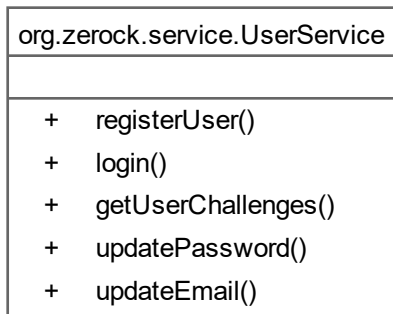 org.zerock.service.UserService
+ registerUser()
+ login()
+ getUserChallenges()
+ updatePassword()
+ updateEmail()